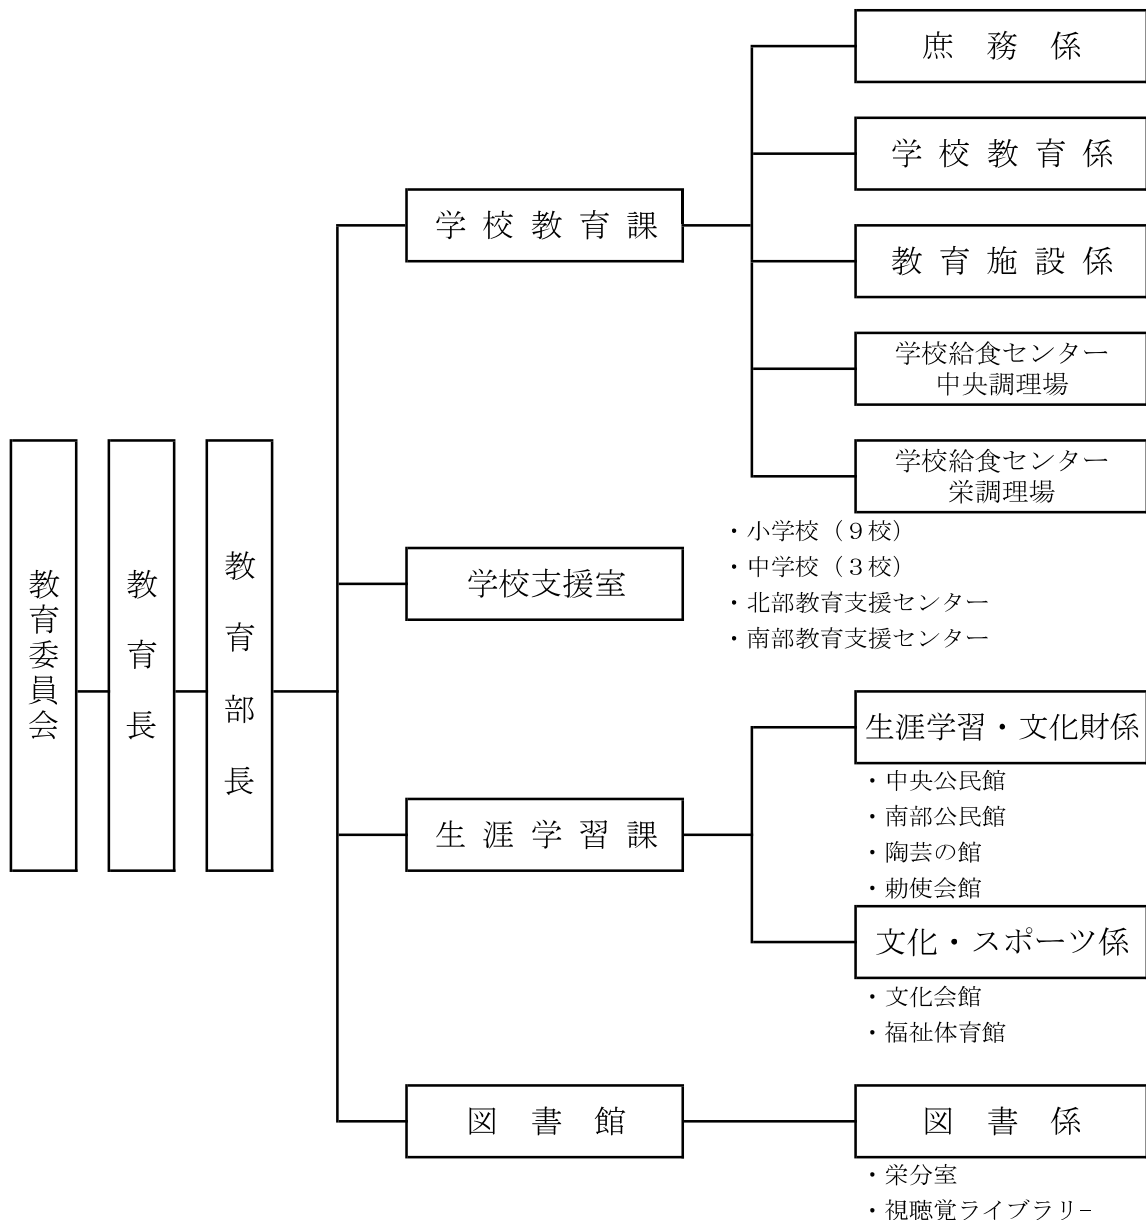 教育委員会
教育長
教育部長
学校教育課
庶務係
学校教育係
教育施設係
学校給食センター
中央調理場
学校給食センター
栄調理場
学校支援室
・小学校（９校）
・中学校（３校）
・北部教育支援センター
・南部教育支援センター
生涯学習課
生涯学習・文化財係
・中央公民館
・南部公民館
・陶芸の館
・勅使会館
文化・スポーツ係
・文化会館
・福祉体育館
図書館
図書係
・栄分室
・視聴覚ライブラリｰ